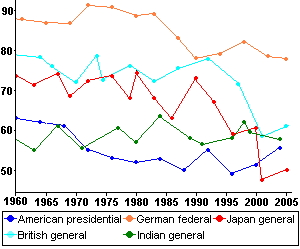 90
80
70
60
50
1960 1965 1970 1975 1980 1985 1990 1995 2000 2005
American presidential German federal Japan general
British general Indian general